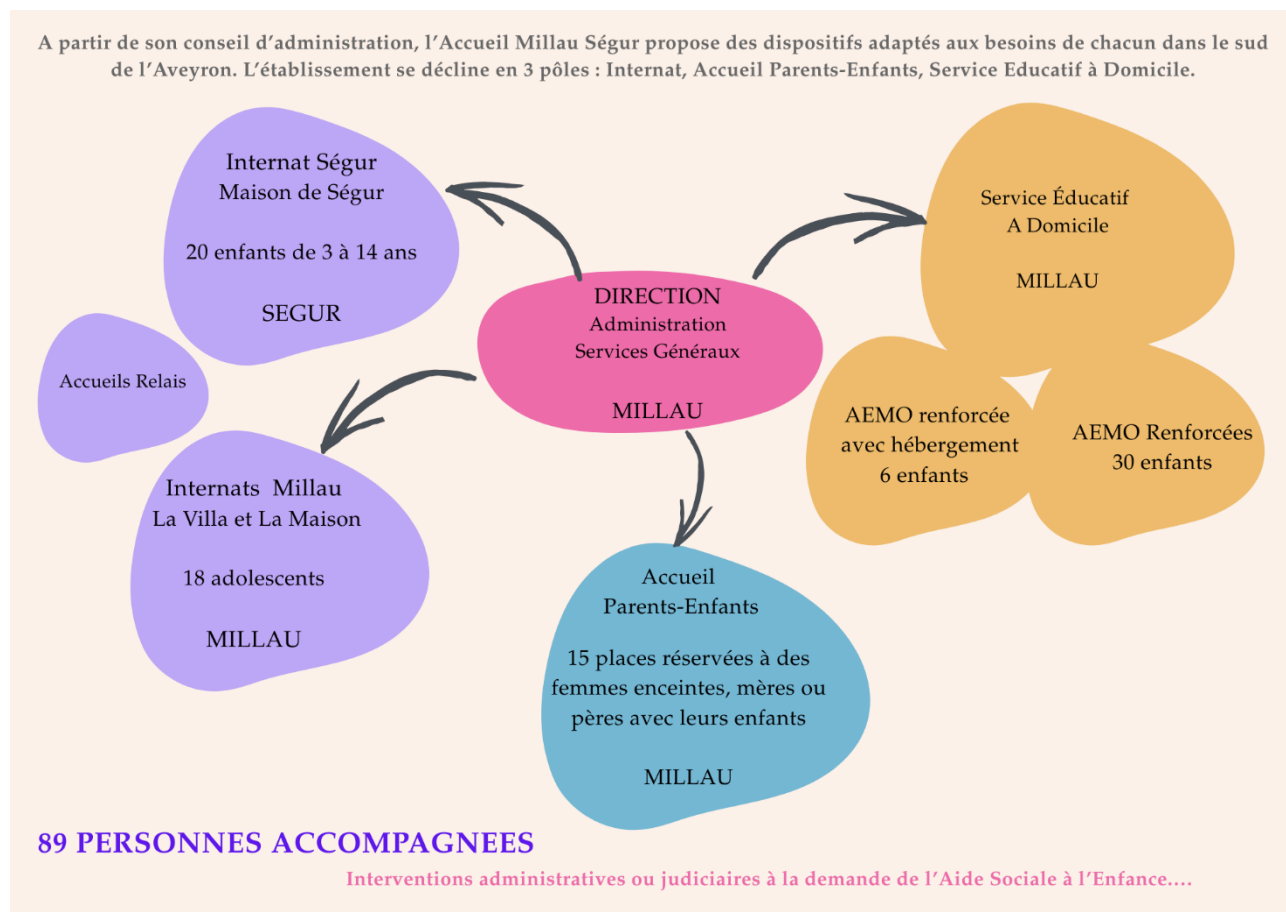 A partir de son conseil d'administration, l'Accueil Millau Ségur propose des dispositifs adaptés aux besoins de chacun dans le sud
de l'Aveyron. L'établissement se décline en 3 pôles : Internat, Accueil Parents-Enfants, Service Educatif à Domicile.
Internat Ségur
Maison de Ségur
20 enfants de 3 à 14 ans
SEGUR
Service Éducatif
A Domicile
MILLAU
DIRECTION
Administration
Services Généraux
MILLAU
Accueils Relais
AEMO renforcée
avec hébergement
6 enfants
AEMO Renforcées
30 enfants
Internats Millau
La Villa et La Maison
18 adolescents
MILLAU
Accueil
Parents-Enfants
15 places réservées à des
femmes enceintes, mères ou
pères avec leurs enfants
MILLAU
89 PERSONNES ACCOMPAGNEES
Interventions administratives ou judiciaires à la demande de l'Aide Sociale à l'Enfance....